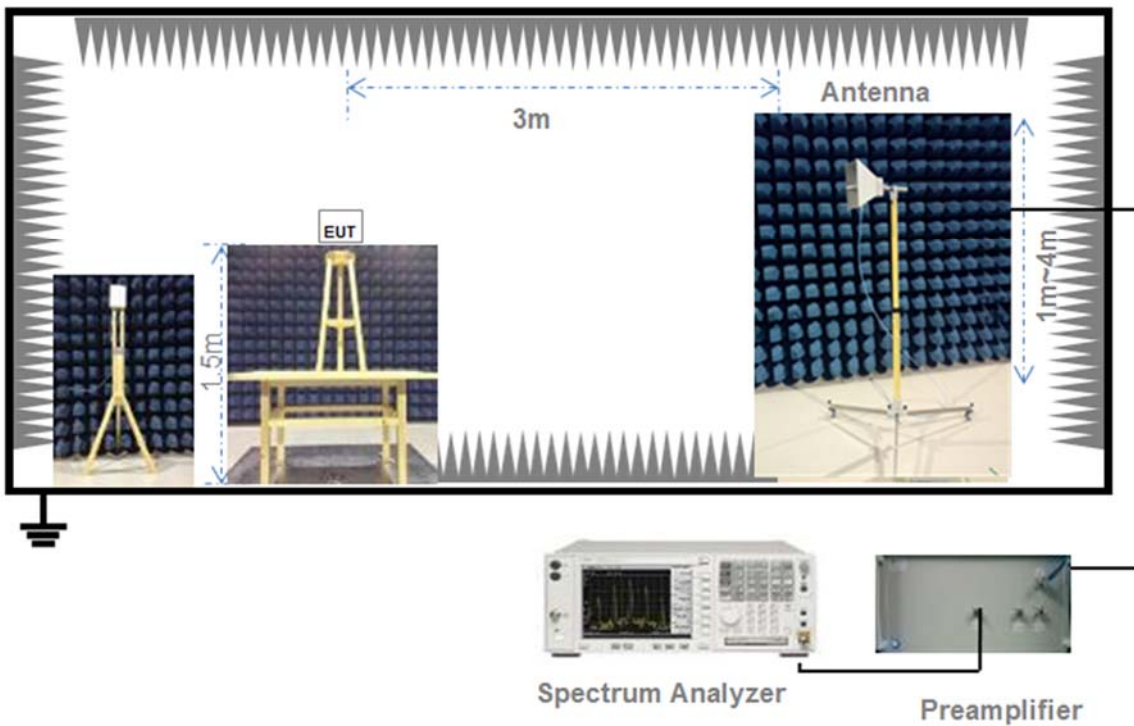 Antenna
3m
EUT
1.5m
1m~4m
Spectrum Analyzer
Preamplifier